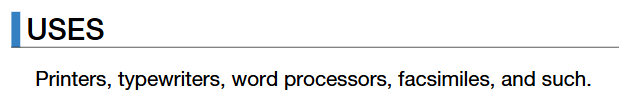 USES
Printers, typewriters, word processors, facsimiles, and such.